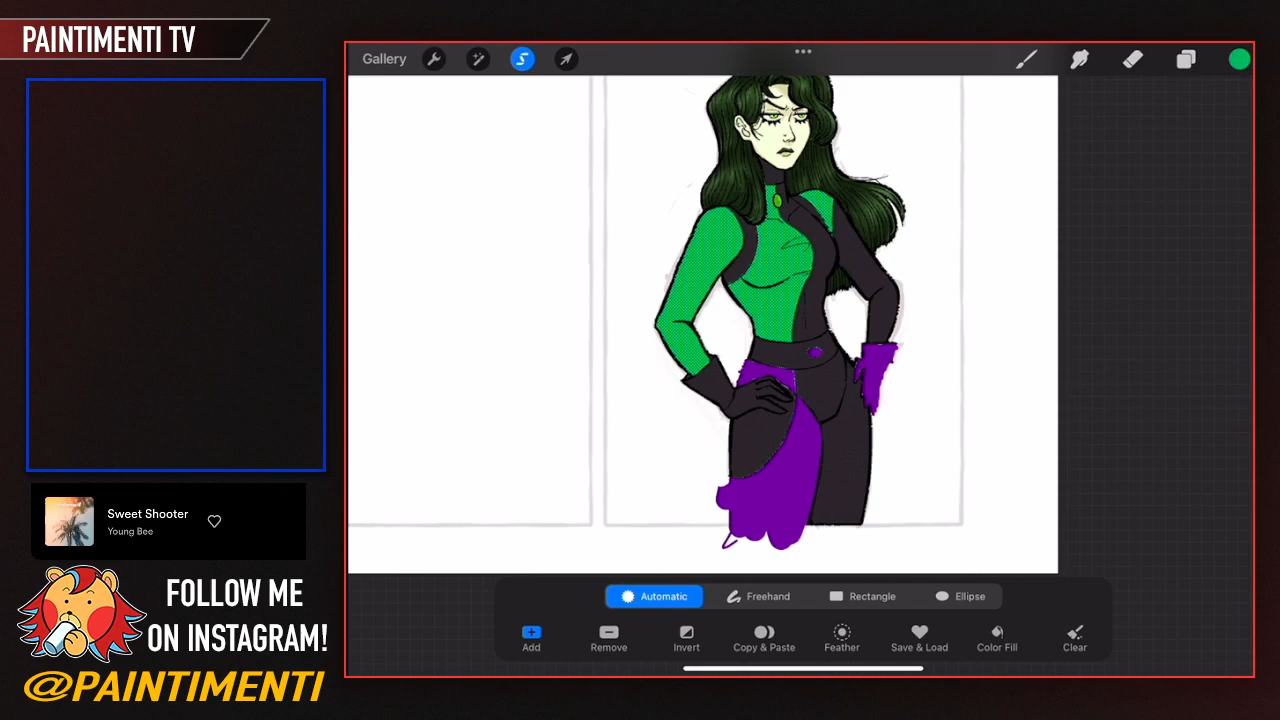 PAINTIMENTI TV
Gallery
Sweet Shooter
Young Bee
FOLLOW ME
ON INSTAGRAM!
@PAINTIMENTI
Automatic
Freehand
Rectangle
Ellipse
Add
Remove
Invert
Copy & Paste
Feather
Save & Load
Color Fill
Clear